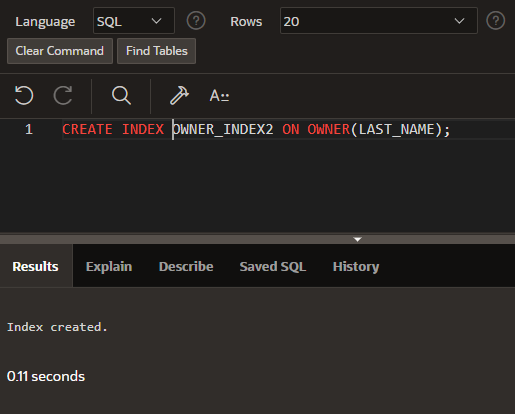 Language SQL Rows 20
Clear Command Find Tables
A::
1 CREATE INDEX OWNER_INDEX2 ON OWNER(LAST_NAME);
Results Explain Describe Saved SQL History
Index created.
0.11 seconds